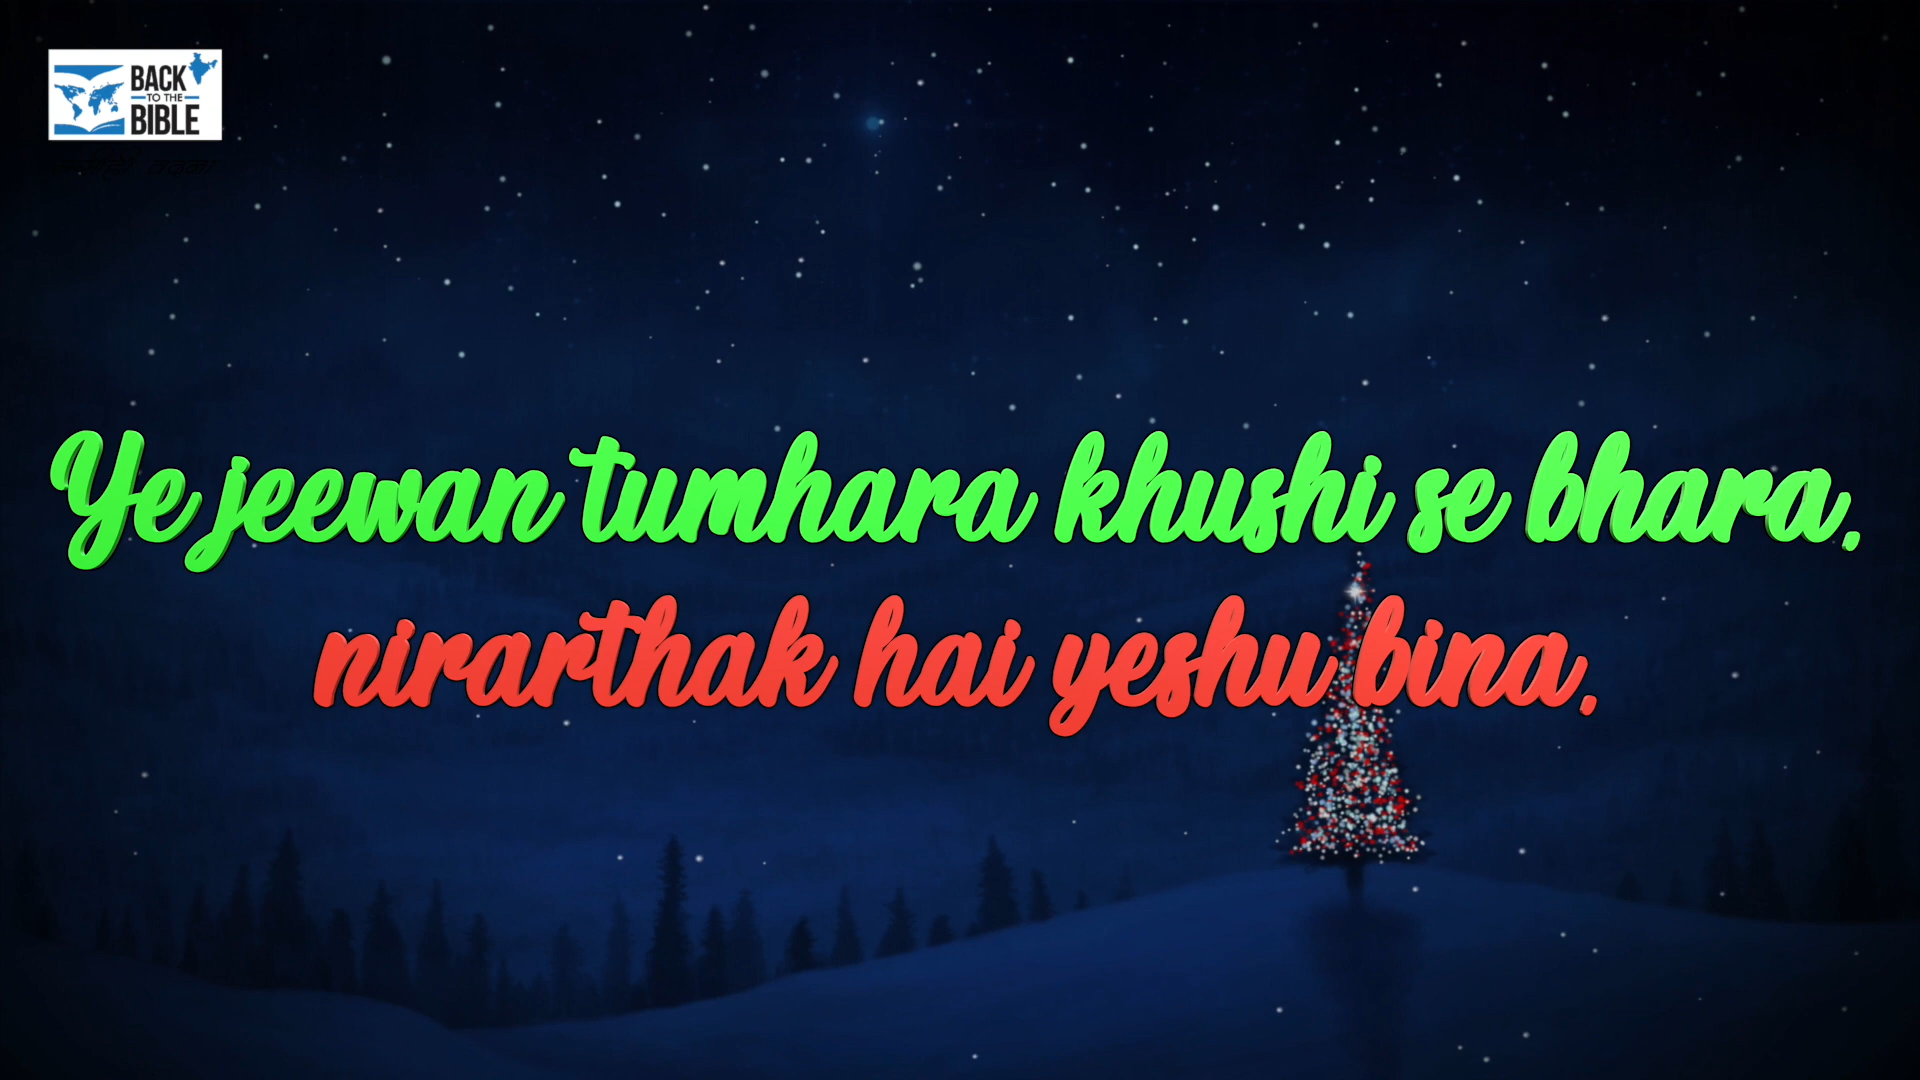 BACK
TO THE
BIBLE
Ye jeewan tumhara khushi se bhara,
nirarthak hai yeshu bina,